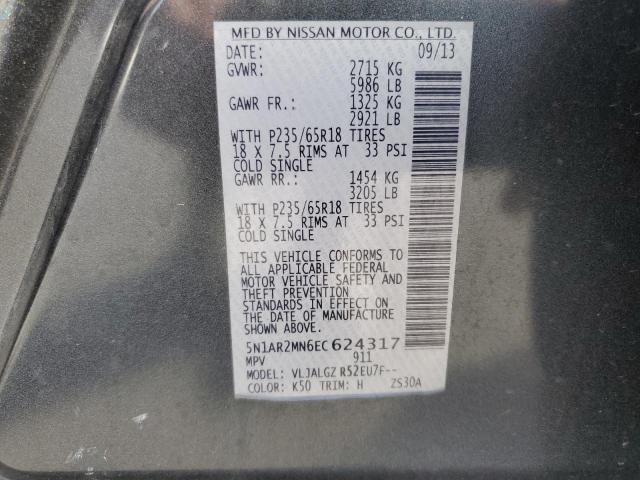 MFD BY NISSAN MOTOR CO., LTD.
DATE: 09/13
GVWR: 2715 KG
5986 LB
GAWR FR.: 1325 KG
2921 LB
WITH P235/65R18 TIRES
18 X 7.5 RIMS AT 33 PSI
COLD SINGLE
GAWR RR.: 1454 KG
3205 LB
WITH P235/65R18 TIRES
18 X 7.5 RIMS AT 33 PSI
COLD SINGLE
THIS VEHICLE CONFORMS TO
ALL APPLICABLE FEDERAL
MOTOR VEHICLE SAFETY AND
THEFT PREVENTION
STANDARDS IN EFFECT ON
THE DATE OF MANUFACTURE
SHOWN ABOVE.
5N1AR2MN6EC624317
MPV 911
MODEL: VLJALGZ R52EU7F--
COLOR: K50 TRIM: H ZS30A